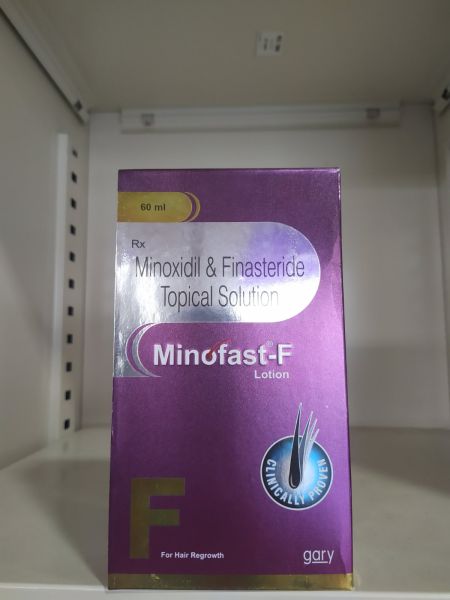 60 ml
Rx
Minoxidil & Finasteride
Topical Solution
Minofast®-F
Lotion
CLINICALLY PROVEN
F
For Hair Regrowth
gary